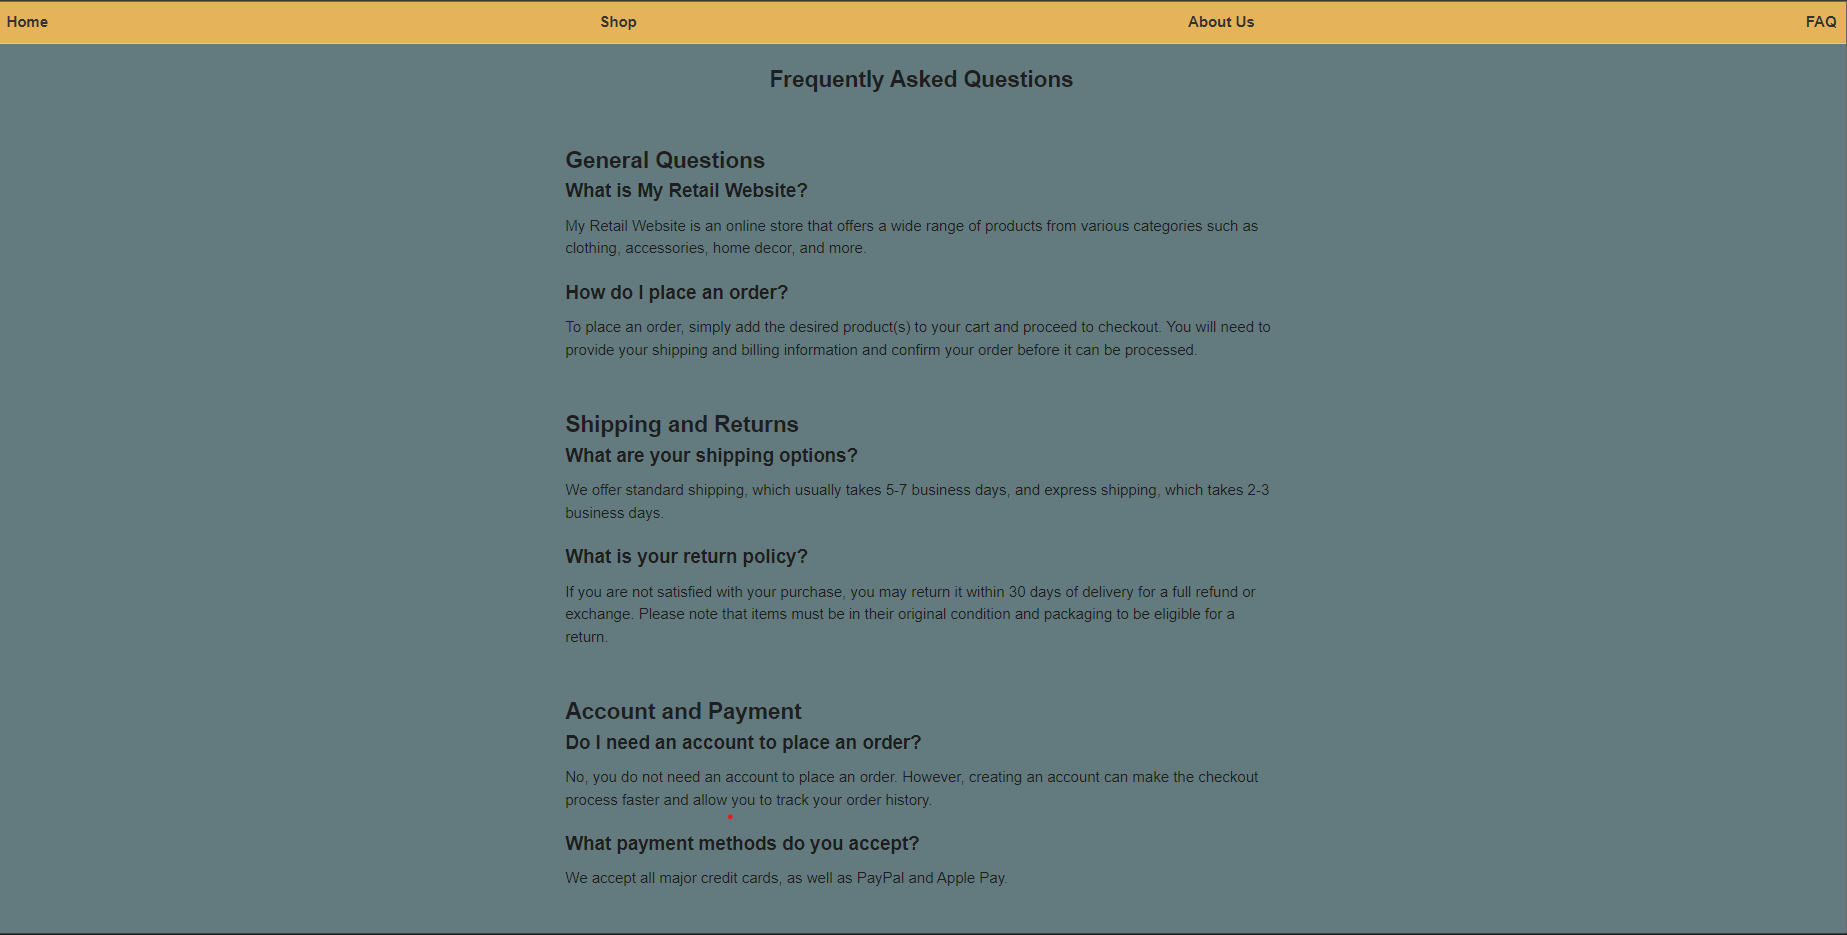 Home Shop About Us FAQ
Frequently Asked Questions
General Questions
What is My Retail Website?
My Retail Website is an online store that offers a wide range of products from various categories such as
clothing, accessories, home decor, and more.
How do I place an order?
To place an order, simply add the desired product(s) to your cart and proceed to checkout. You will need to
provide your shipping and billing information and confirm your order before it can be processed.
Shipping and Returns
What are your shipping options?
We offer standard shipping, which usually takes 5-7 business days, and express shipping, which takes 2-3
business days.
What is your return policy?
If you are not satisfied with your purchase, you may return it within 30 days of delivery for a full refund or
exchange. Please note that items must be in their original condition and packaging to be eligible for a
return.
Account and Payment
Do I need an account to place an order?
No, you do not need an account to place an order. However, creating an account can make the checkout
process faster and allow you to track your order history.
What payment methods do you accept?
We accept all major credit cards, as well as PayPal and Apple Pay.